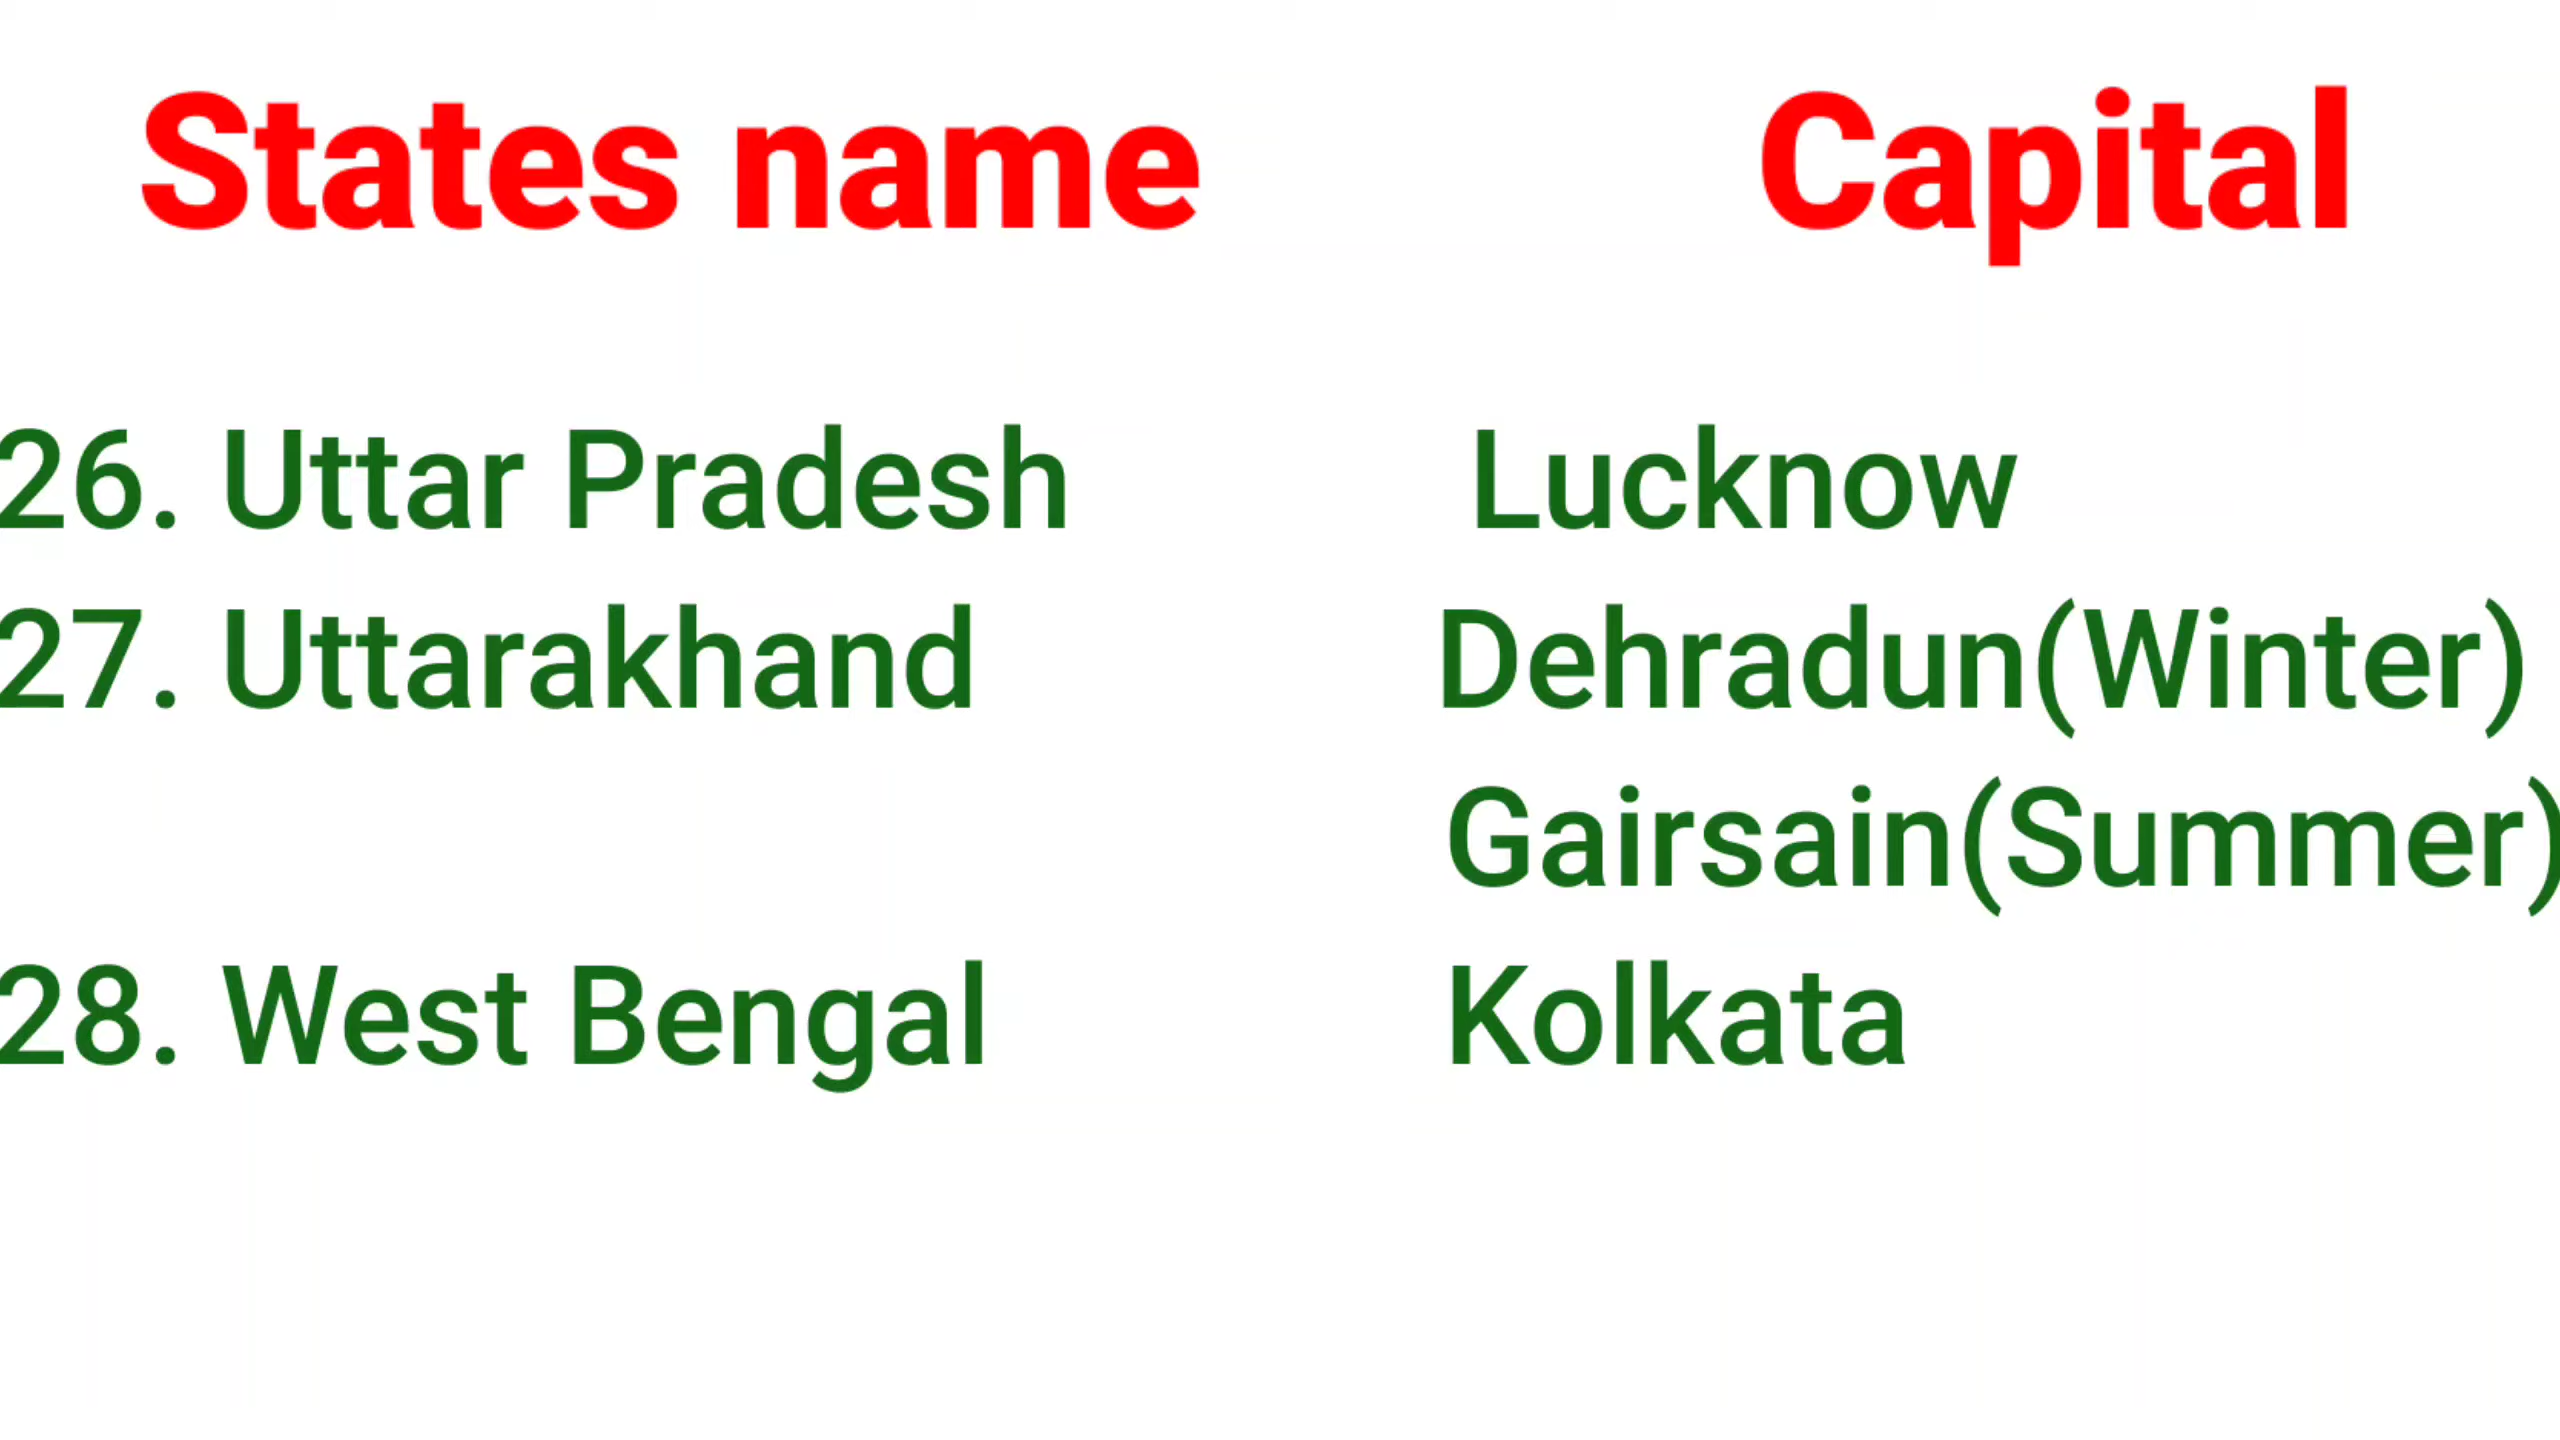 States name Capital
26. Uttar Pradesh Lucknow
27. Uttarakhand Dehradun(Winter)
Gairsain(Summer)
28. West Bengal Kolkata